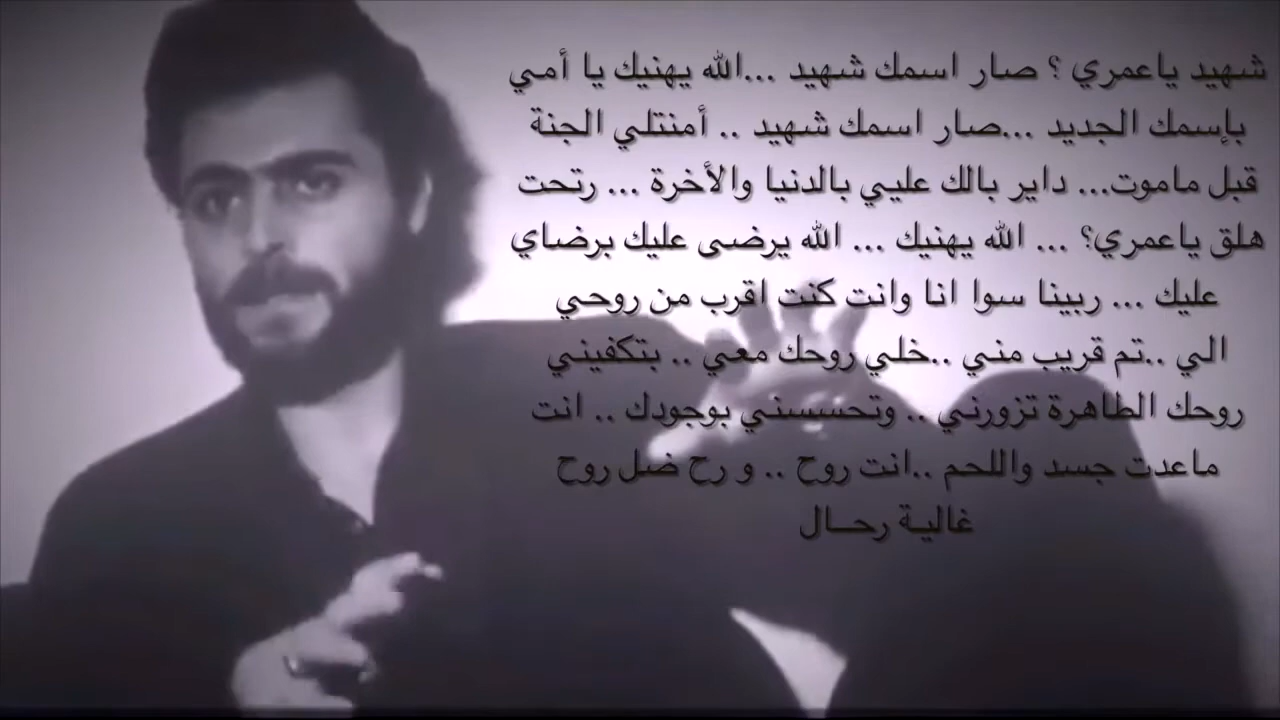 شهيد ياعمري ؟ صار اسمك شهيد ...الله يهنيك يا أمي
بإسمك الجديد ...صار اسمك شهيد .. أمنتلي الجنة
قبل ماموت... داير بالك عليي بالدنيا والأخرة ... رتحت
هلق ياعمري؟ ... الله يهنيك ... الله يرضى عليك برضاي
عليك ... ربينا سوا انا وانت كنت اقرب من روحي
الي ..تم قريب مني ..خلي روحك معي .. بتكفيني
روحك الطاهرة تزورني .. وتحسسني بوجودك .. انت
ماعدت جسد واللحم ..انت روح .. و رح ضل روح
غالية رحـال